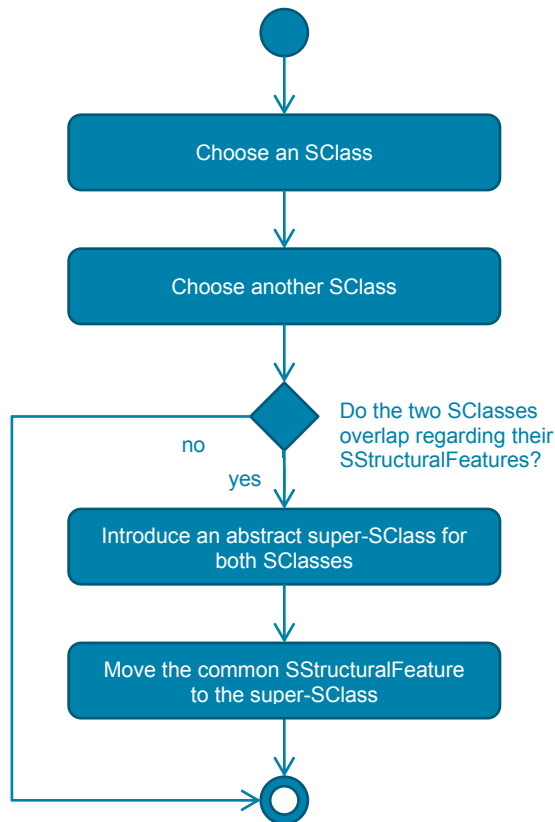 Choose an SClass
Choose another SClass
Do the two SClasses
overlap regarding their
SStructuralFeatures?
no
yes
Introduce an abstract super-SClass for
both SClasses
Move the common SStructuralFeature
to the super-SClass